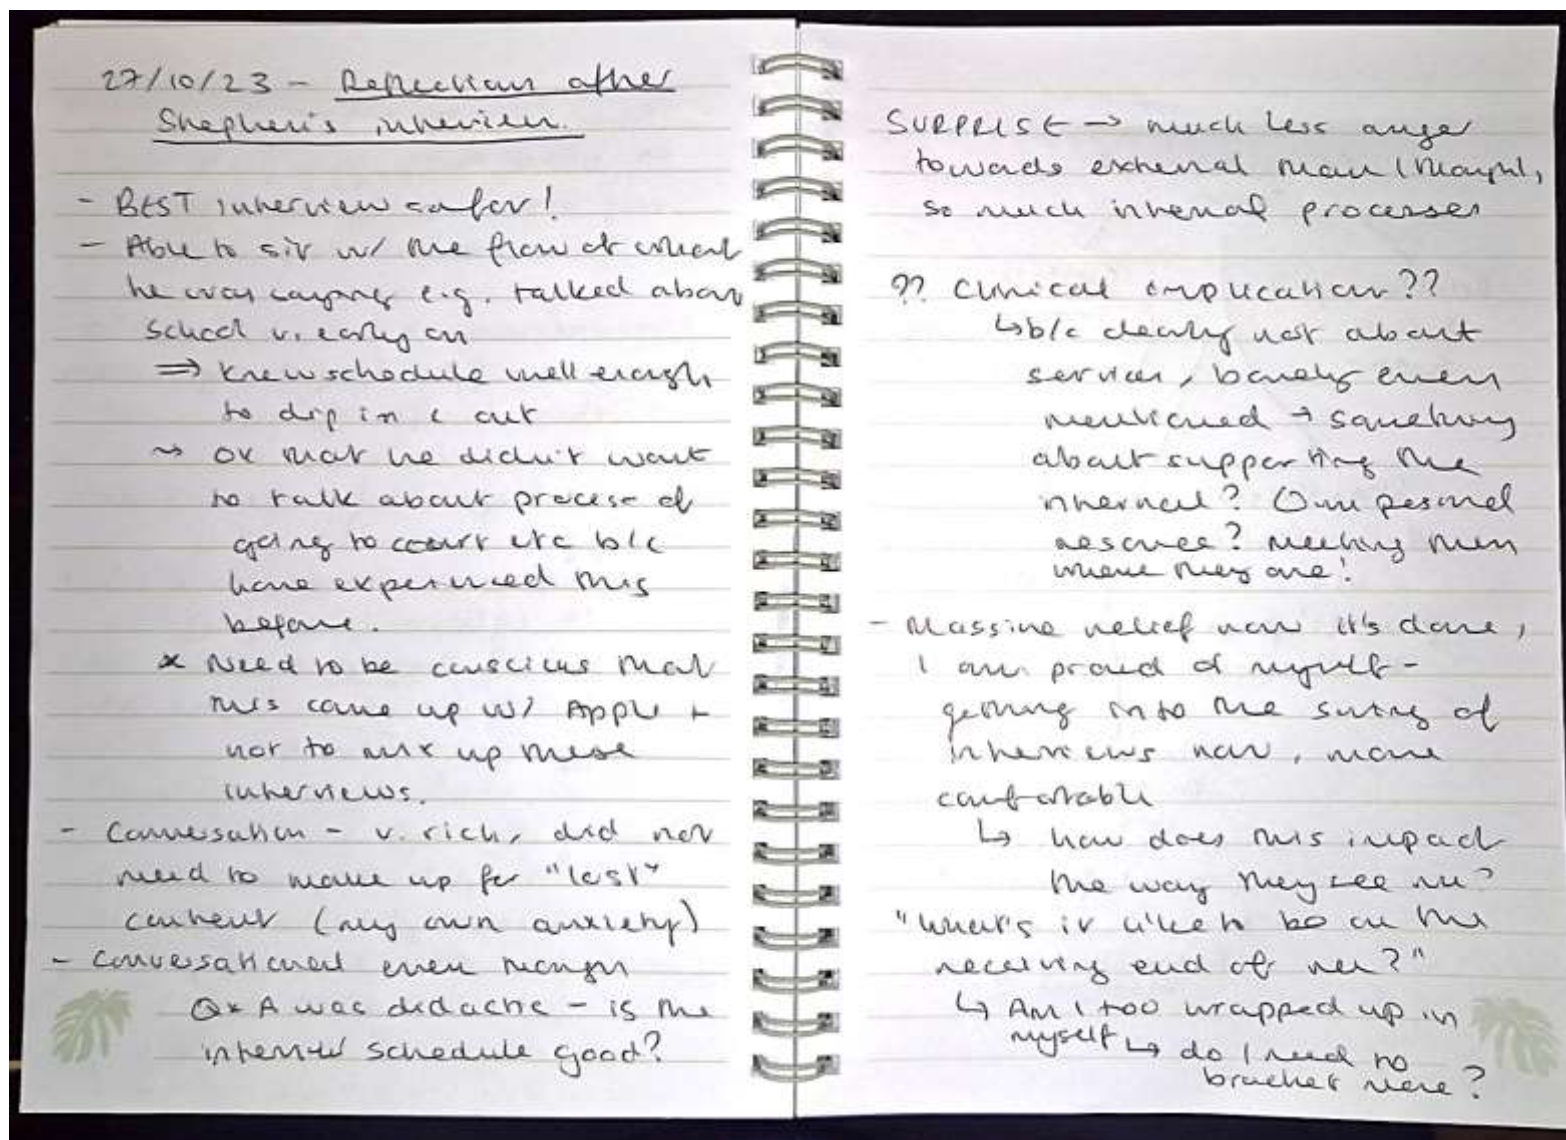 27/10/23 - Reflections after
Stephen's interview.
- BEST interview so far!
- Able to sit w/ the flow of what
he was saying e.g. talked about
school v. early on
⇒ knew schedule well enough
to dip in & out
~> OK that he didn't want
to talk about process of
going to court etc b/c
have experienced this
before.
* Need to be conscious that
this came up w/ Apple +
not to mix up these
interviews.
- Conversation - v. rich, did not
need to make up for "lost"
content (my own anxiety)
- Conversational even though
Q & A was didactic - is the
interview schedule good?
SURPRISE → much less anger
towards external than I thought,
so much internal processes
?? Clinical implication??
↳ b/c clearly not about
services, barely even
mentioned → something
about supporting the
internal? Own personal
resource? Meeting them
where they are!
- Massive relief now it's done,
I am proud of myself -
getting into the swing of
interviews now, more
comfortable
↳ how does this impact
the way they see me?
"What's it like to be on the
receiving end of me?"
↳ Am I too wrapped up in
myself ↳ do I need to
bracket more?